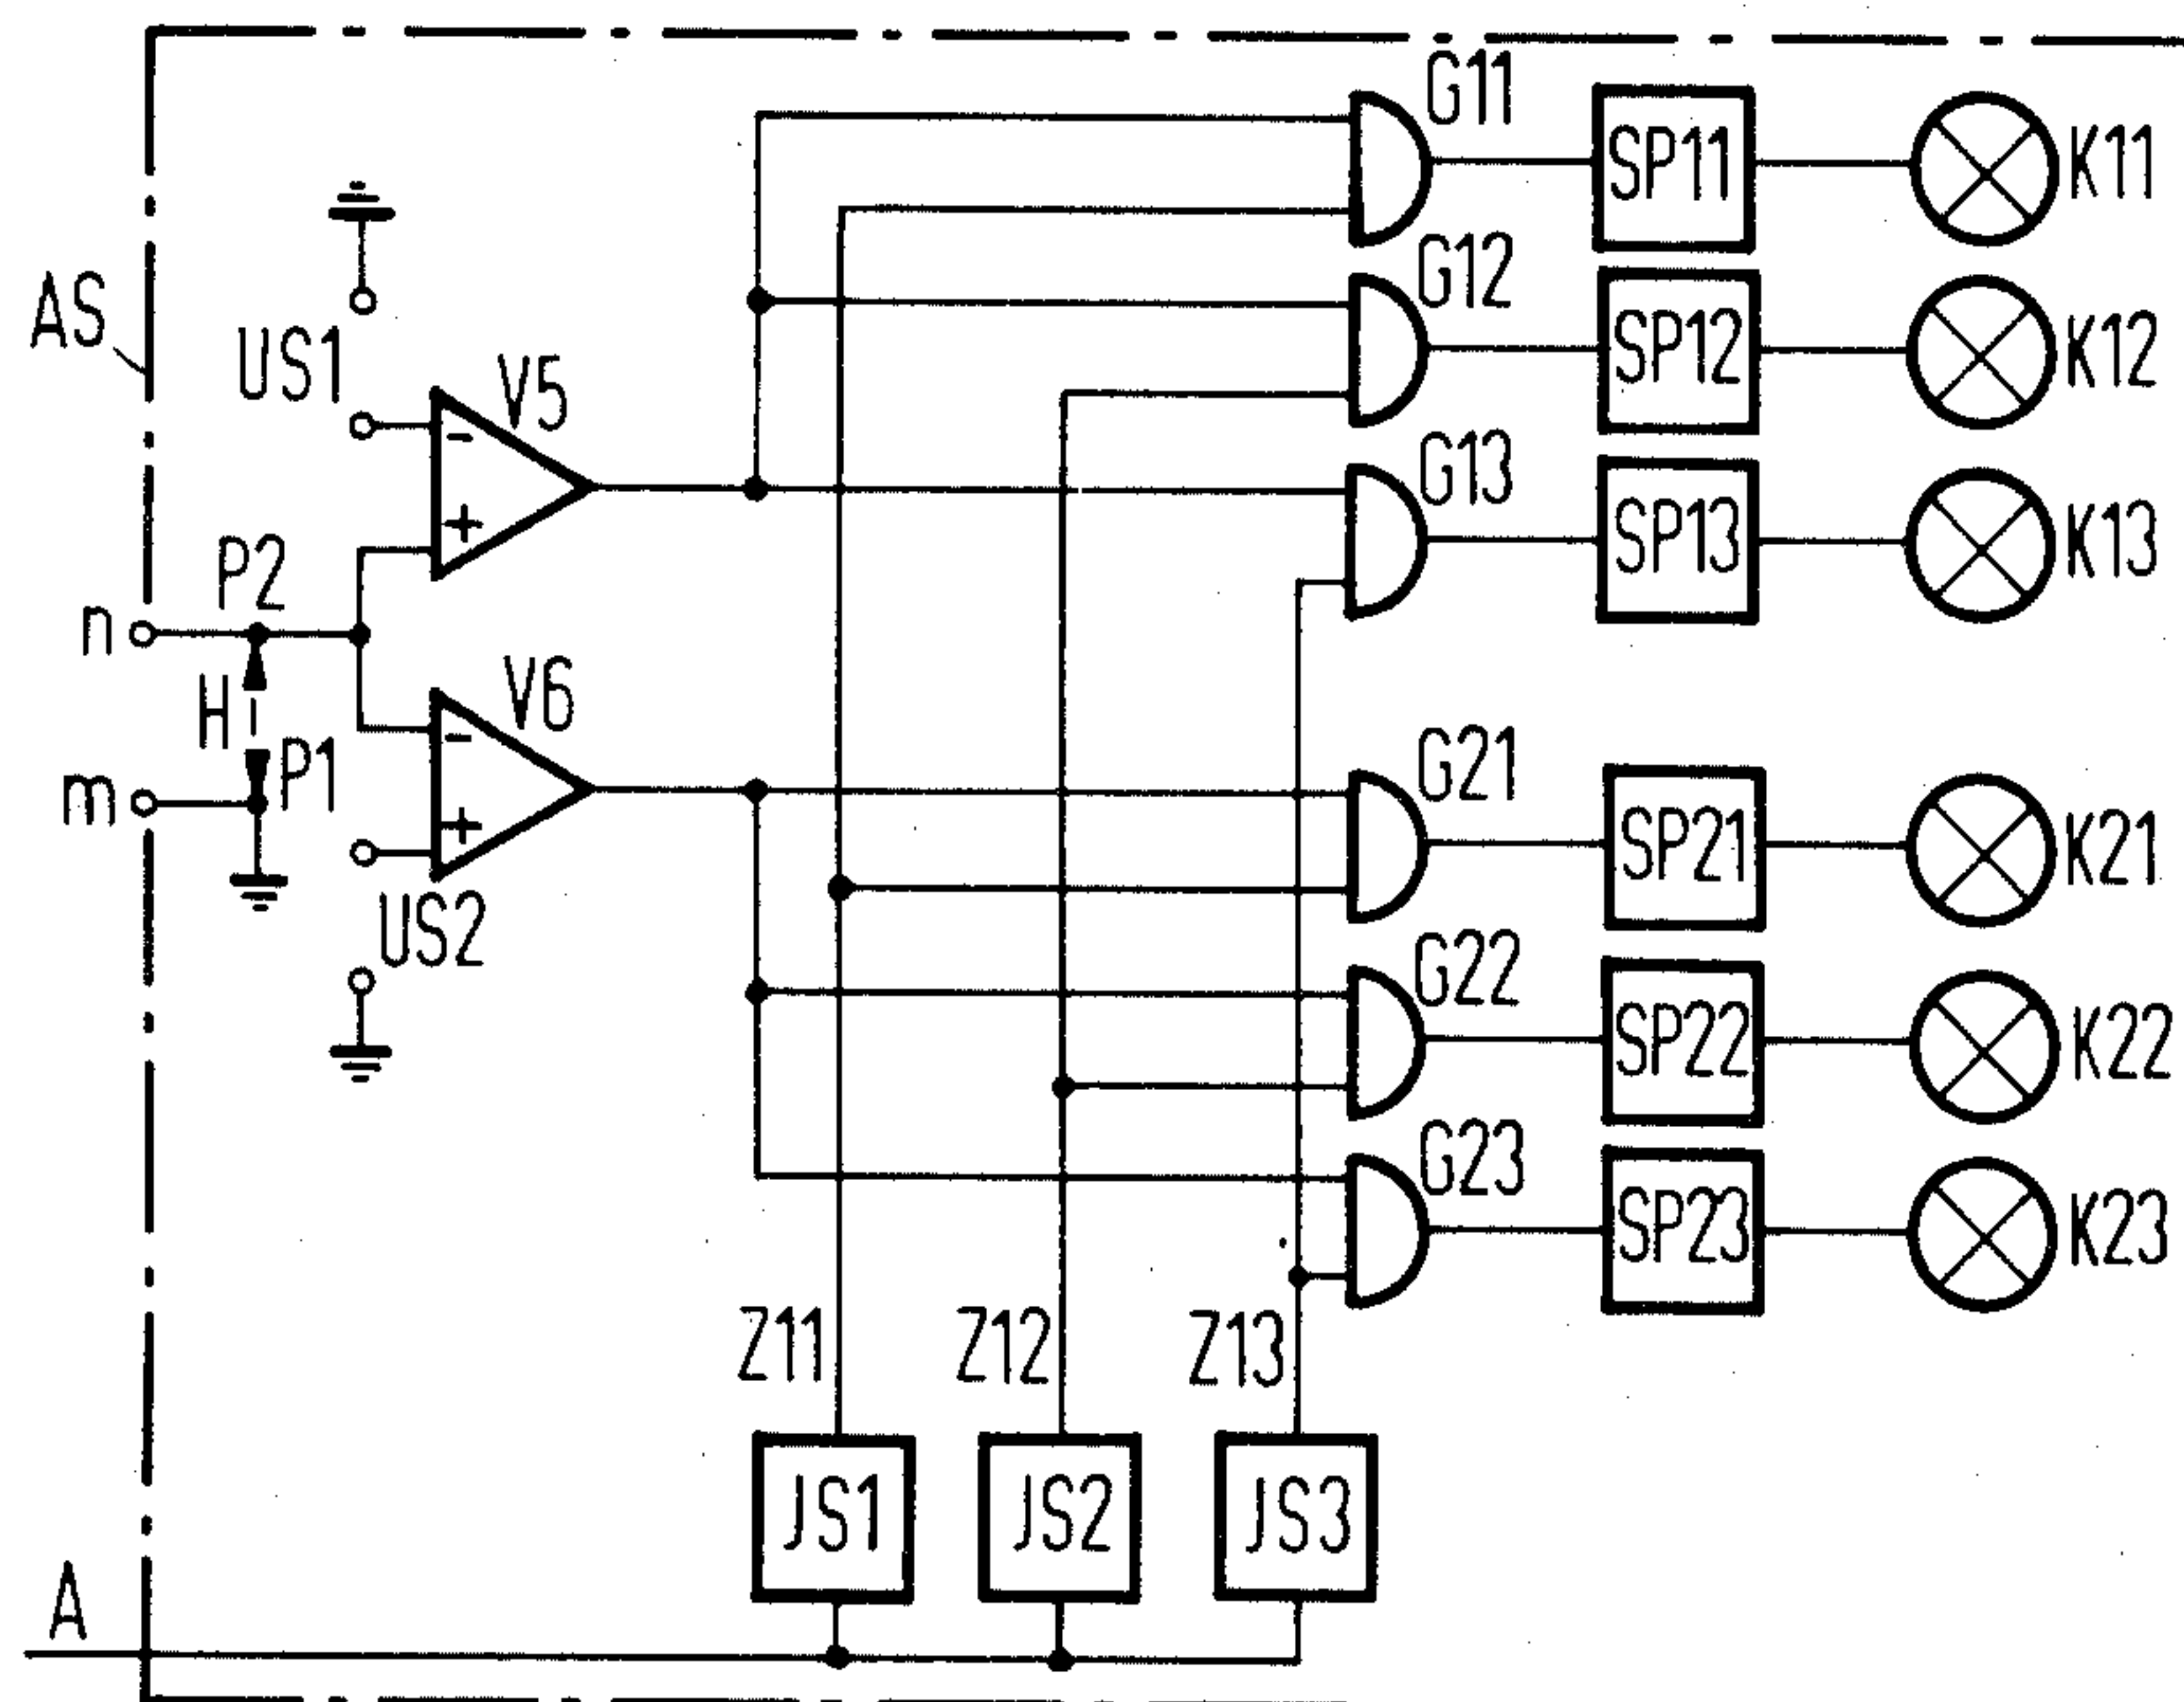 G11
SP11
K11
G12
SP12
K12
AS
US1
V5
-
+
G13
SP13
K13
P2
n
H
V6
-
+
P1
m
G21
SP21
K21
US2
G22
SP22
K22
G23
SP23
K23
Z11
Z12
Z13
JS1
JS2
JS3
A